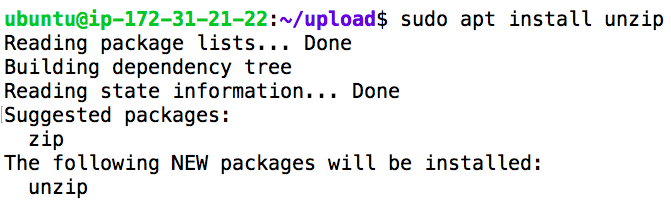 ubuntu@ip-172-31-21-22:~/upload$ sudo apt install unzip
Reading package lists... Done
Building dependency tree
Reading state information... Done
Suggested packages:
  zip
The following NEW packages will be installed:
  unzip